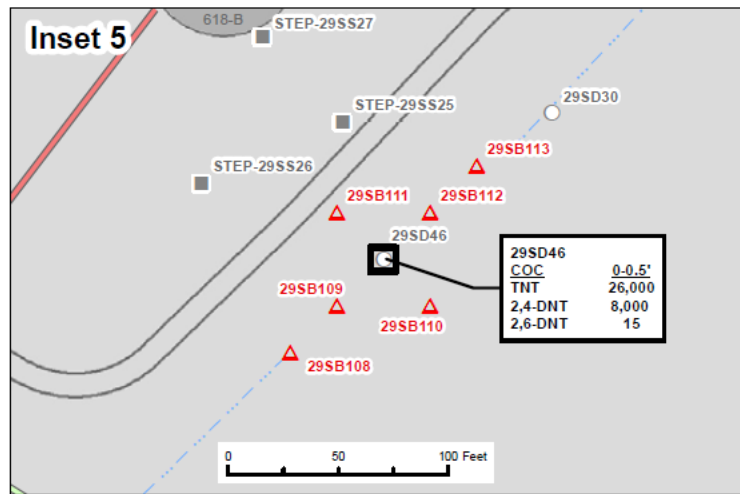 618-B
STEP-29SS27
Inset 5
29SD30
STEP-29SS25
29SB113
STEP-29SS26
29SB111
29SB112
29SD46
29SD46
COC 0-0.5'
TNT 26,000
2,4-DNT 8,000
2,6-DNT 15
29SB109
29SB110
29SB108
0 50 100 Feet